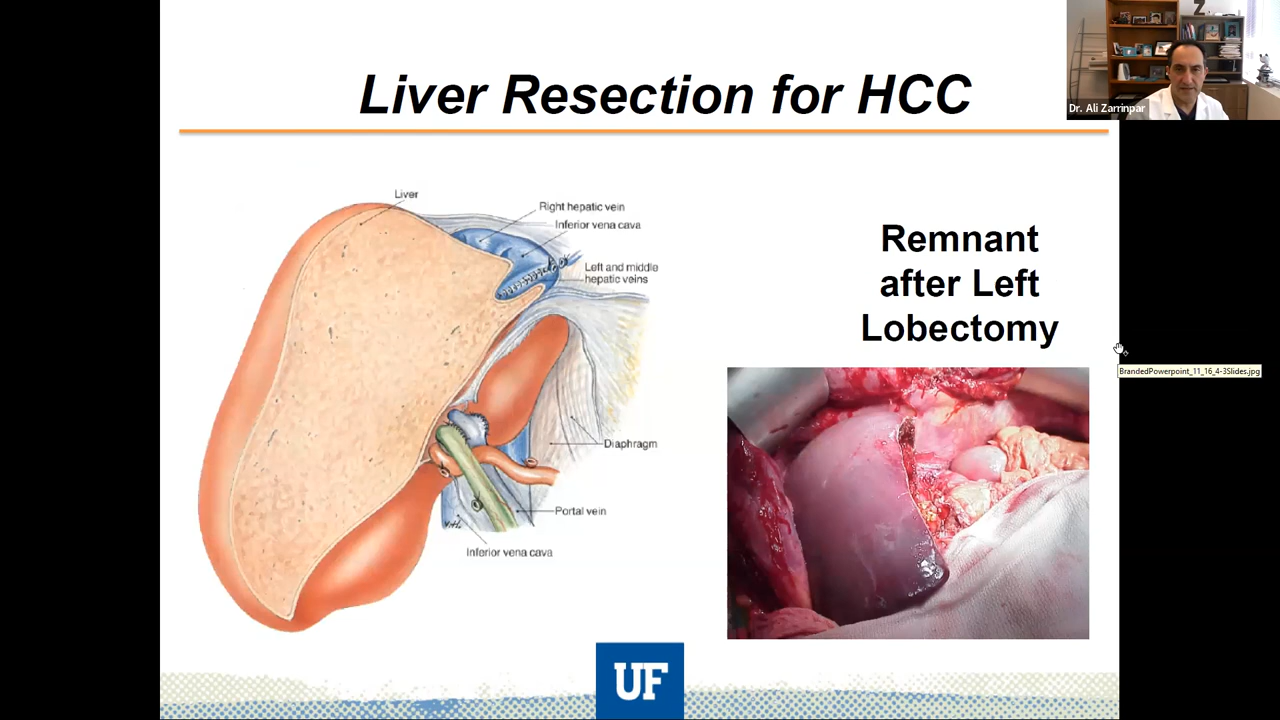 Liver Resection for HCC
Dr. Ali Zarrinpar
Z
Liver
Right hepatic vein
Inferior vena cava
Left and middle
hepatic veins
Diaphragm
Portal vein
Inferior vena cava
Remnant
after Left
Lobectomy
BrandedPowerpoint_11_16_4-3Slides.jpg
UF